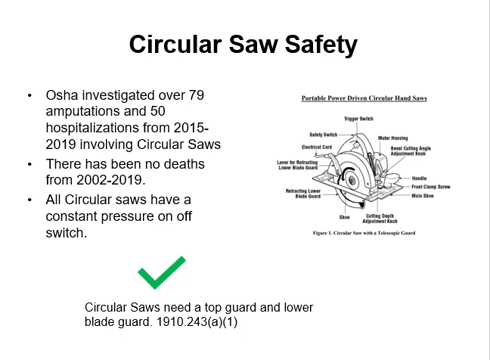 Circular Saw Safety
• Osha investigated over 79
amputations and 50
hospitalizations from 2015-
2019 involving Circular Saws
• There has been no deaths
from 2002-2019.
• All Circular saws have a
constant pressure on off
switch.
Portable Power Driven Circular Hand Saws
Trigger Switch
Safety Switch
Motor Housing
Electrical Cord
Bevel Cutting Angle
Adjustment Knob
Lever for Retracting
Lower Blade Guard
Handle
Front Clamp Screw
Retracting Lower
Blade Guard
Main Shoe
Shoe
Cutting Depth
Adjustment Knob
Figure 1. Circular Saw with a Telescopic Guard
Circular Saws need a top guard and lower
blade guard. 1910.243(a)(1)